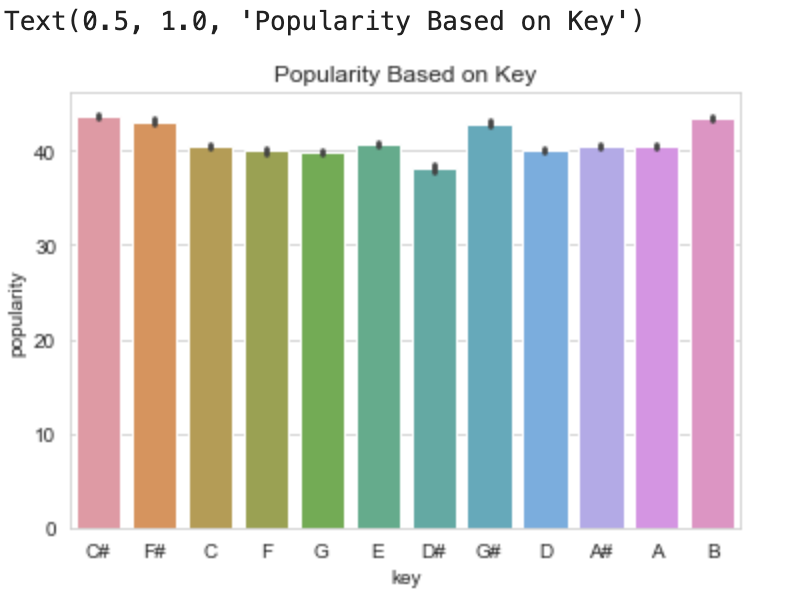 Text(0.5, 1.0, 'Popularity Based on Key')
Popularity Based on Key
popularity
40
30
20
10
0
C# F# C F G E D# G# D A# A B
key